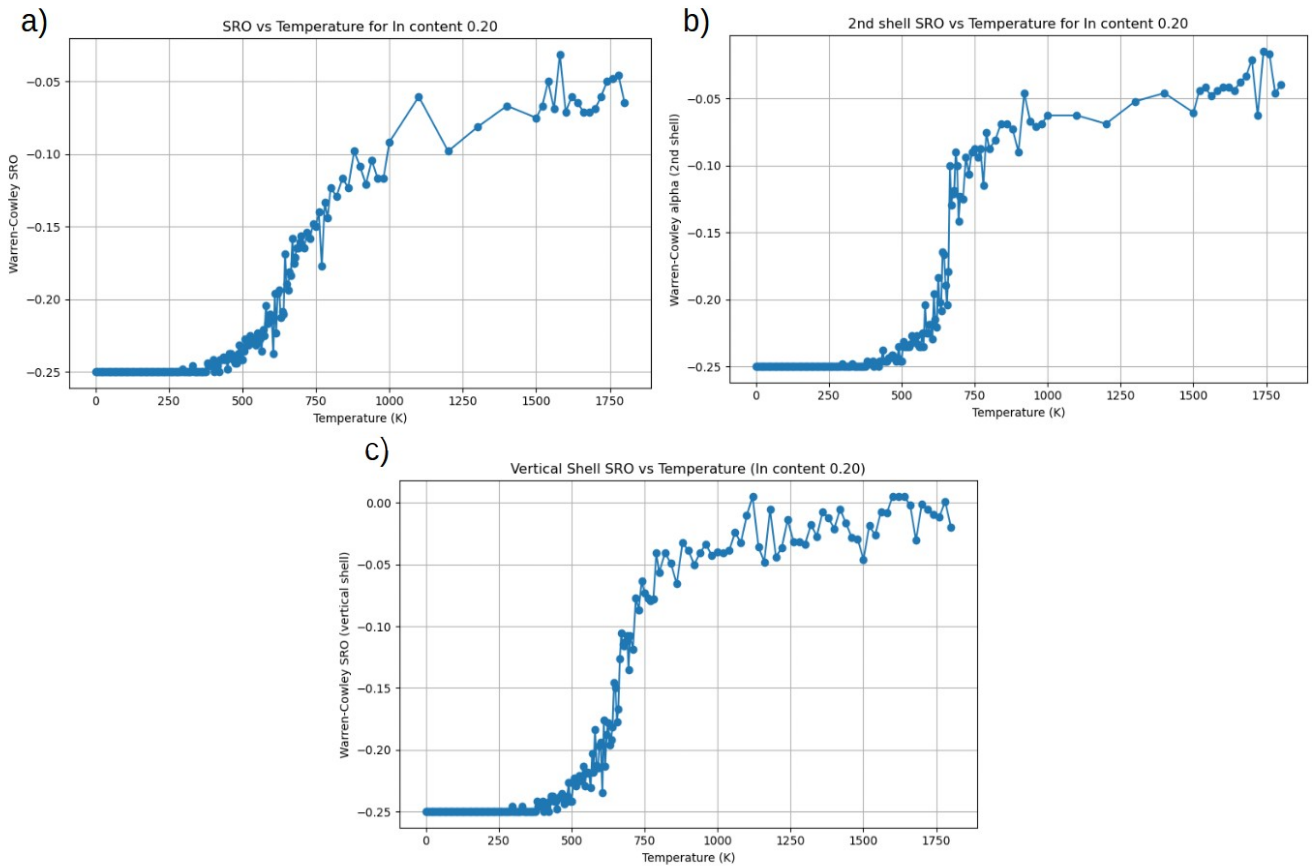 a)
SRO vs Temperature for In content 0.20
Warren-Cowley SRO
−0.05
−0.10
−0.15
−0.20
−0.25
0 250 500 750 1000 1250 1500 1750
Temperature (K)
b)
2nd shell SRO vs Temperature for In content 0.20
Warren-Cowley alpha (2nd shell)
−0.05
−0.10
−0.15
−0.20
−0.25
0 250 500 750 1000 1250 1500 1750
Temperature (K)
c)
Vertical Shell SRO vs Temperature (In content 0.20)
Warren-Cowley SRO (vertical shell)
0.00
−0.05
−0.10
−0.15
−0.20
−0.25
0 250 500 750 1000 1250 1500 1750
Temperature (K)